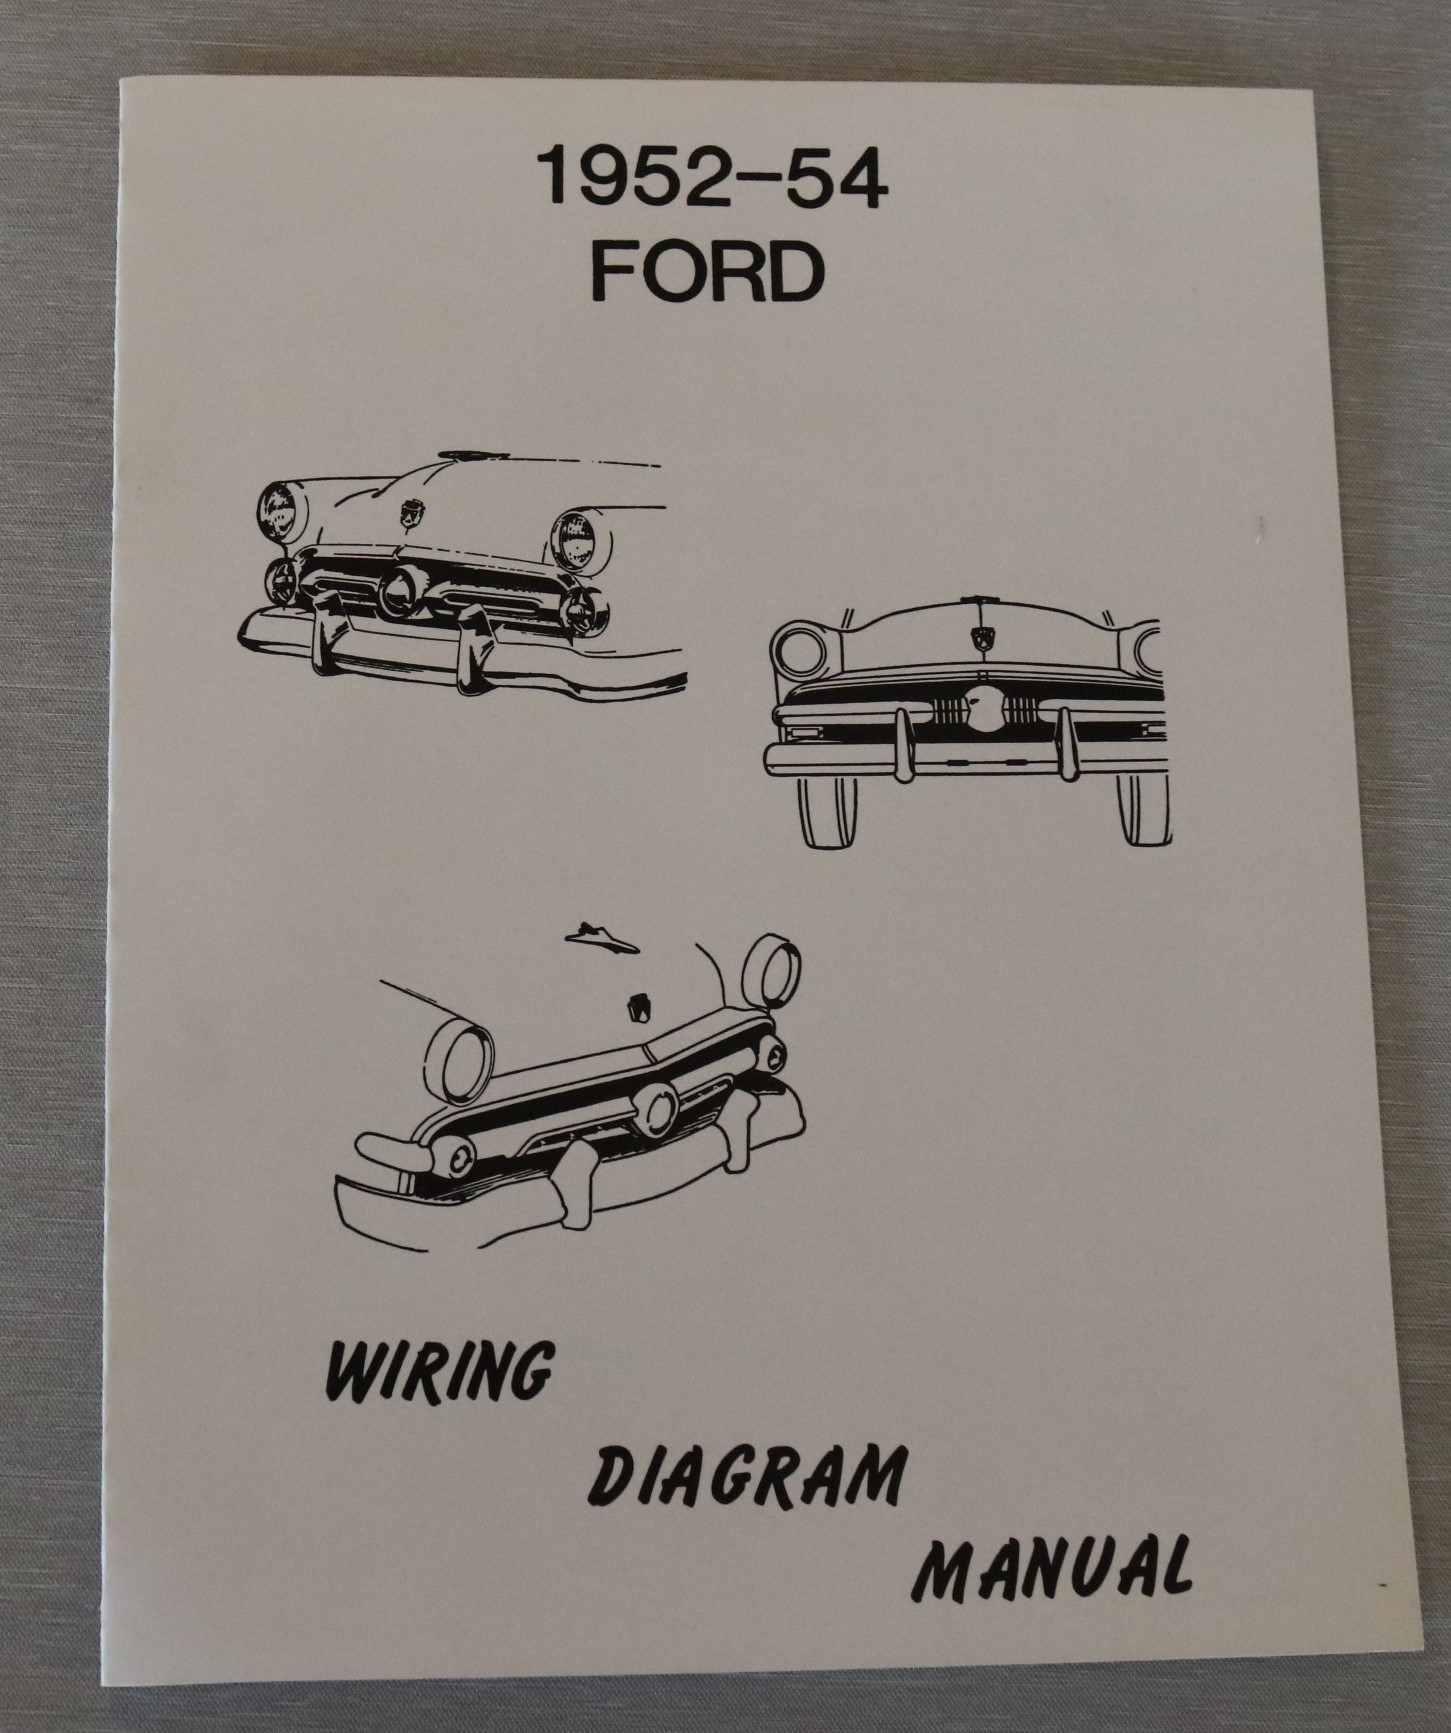 1952-54
FORD
WIRING
DIAGRAM
MANUAL